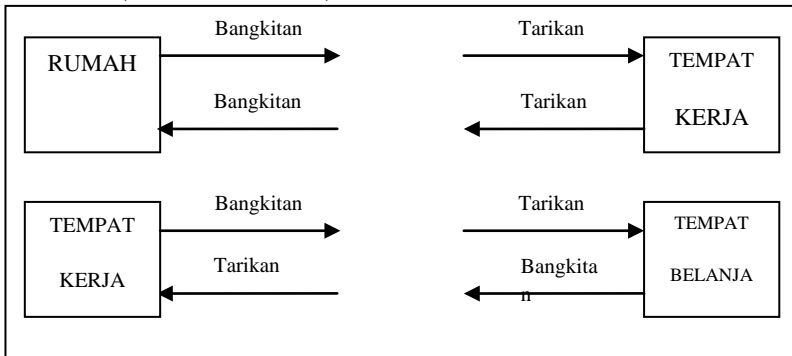 Bangkitan
Tarikan
RUMAH
TEMPAT
KERJA
Bangkitan
Tarikan
Bangkitan
Tarikan
TEMPAT
KERJA
TEMPAT
BELANJA
Tarikan
Bangkita
n